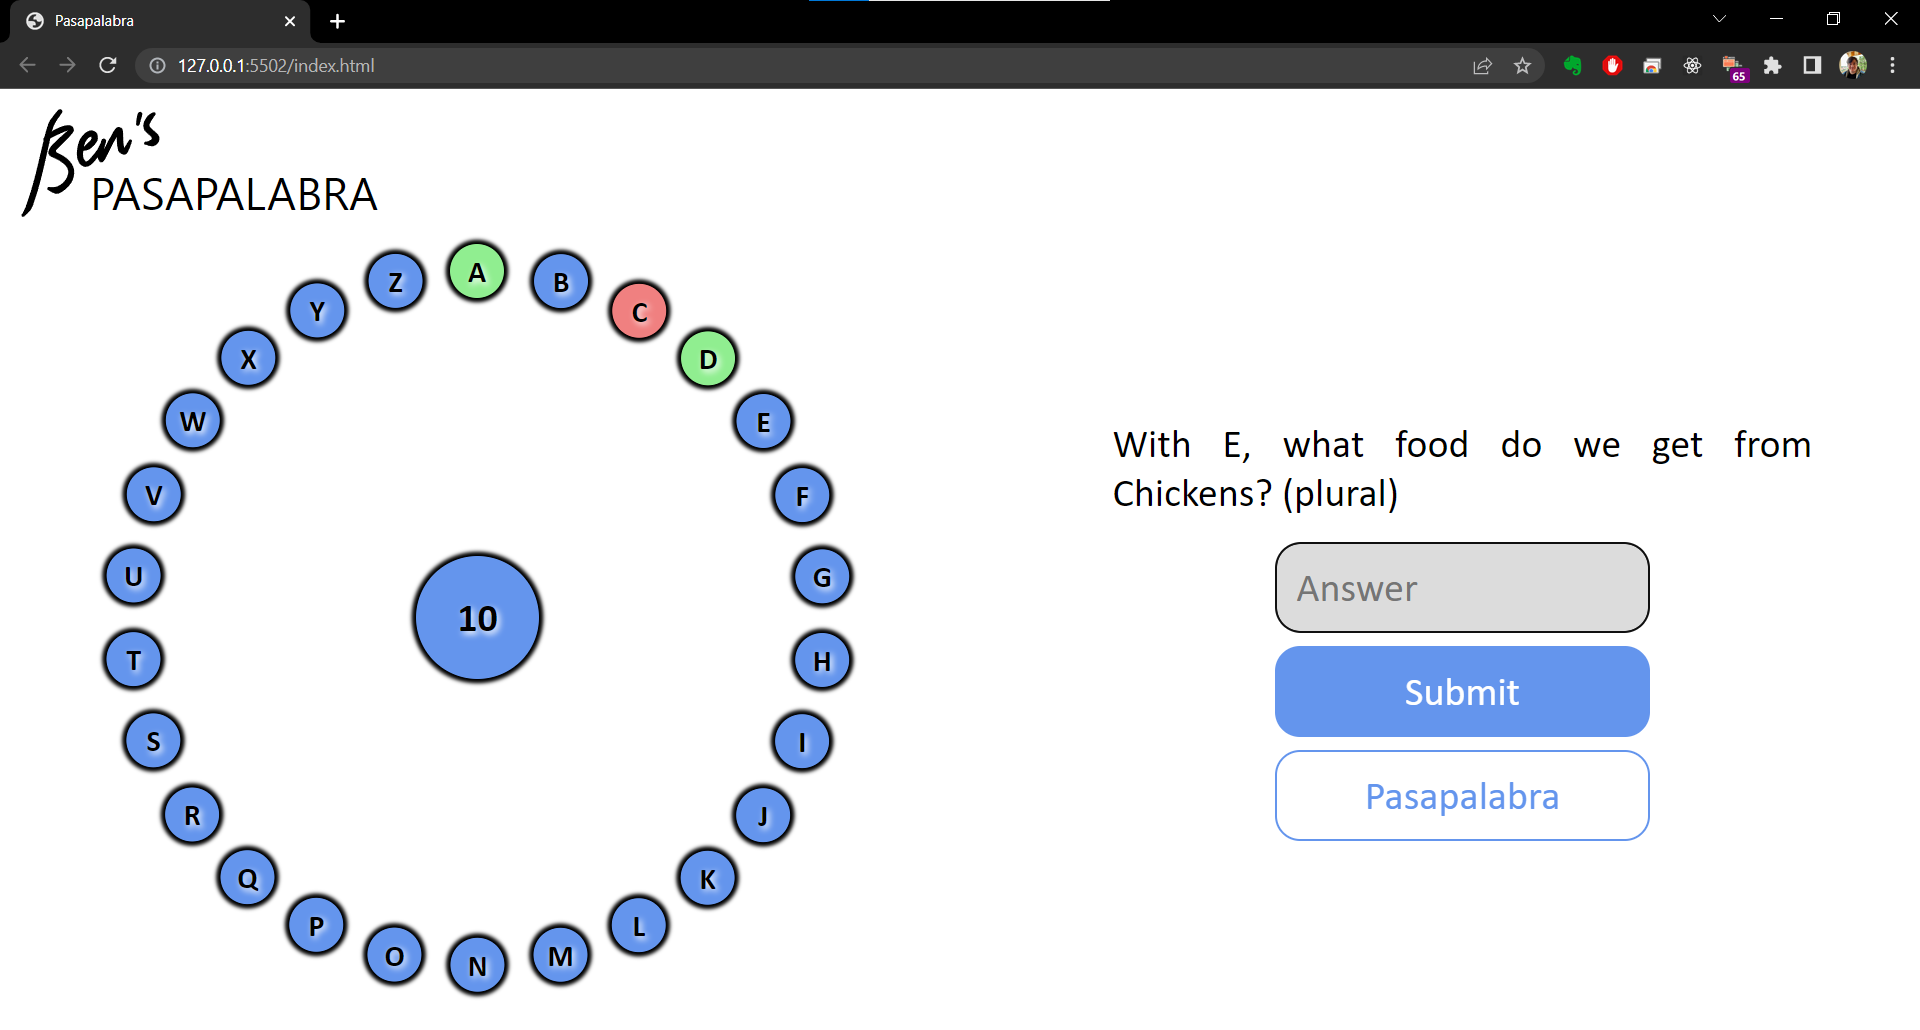 Pasapalabra
127.0.0.1:5502/index.html
65
Ben's
PASAPALABRA
A
B
C
D
E
F
G
H
I
J
K
L
M
N
O
P
Q
R
S
T
U
V
W
X
Y
Z
10
With E, what food do we get from
Chickens? (plural)
Answer
Submit
Pasapalabra